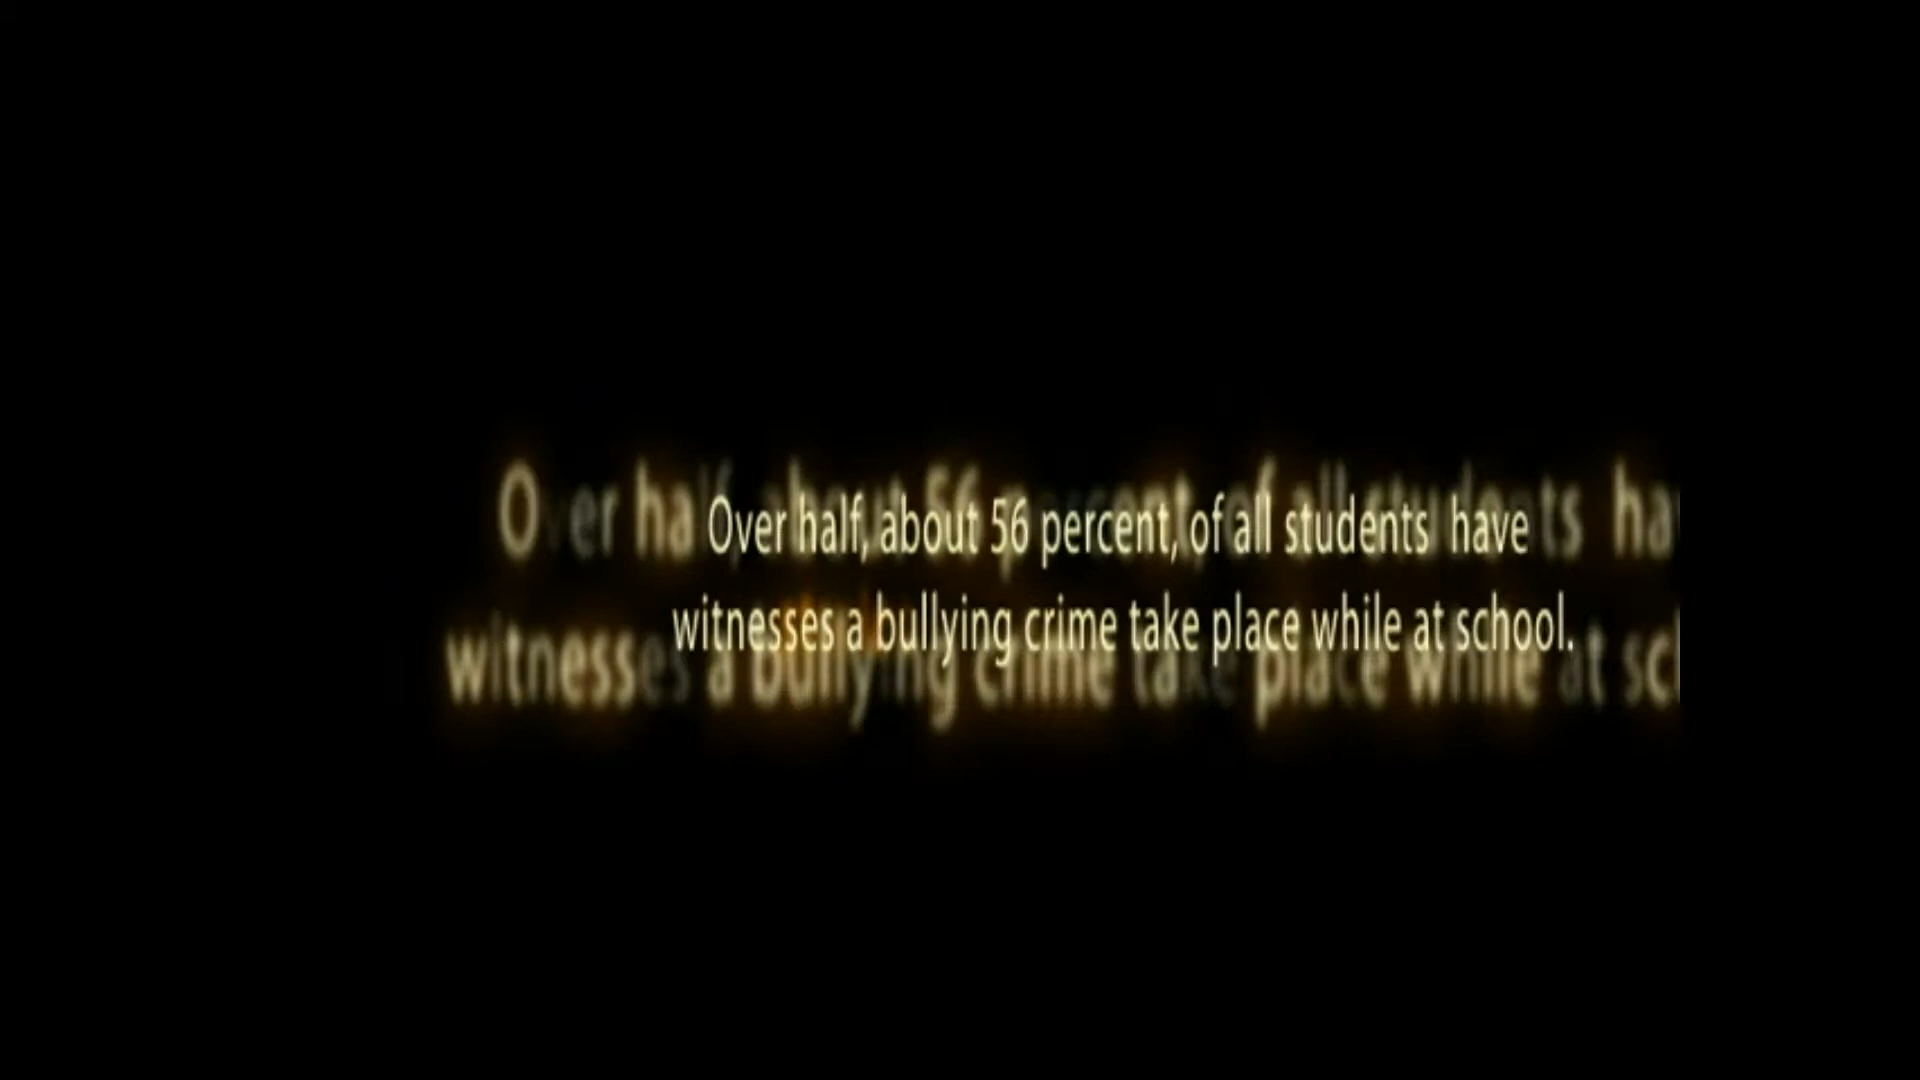 Over half, about 56 percent, of all students have
witnesses a bullying crime take place while at school.